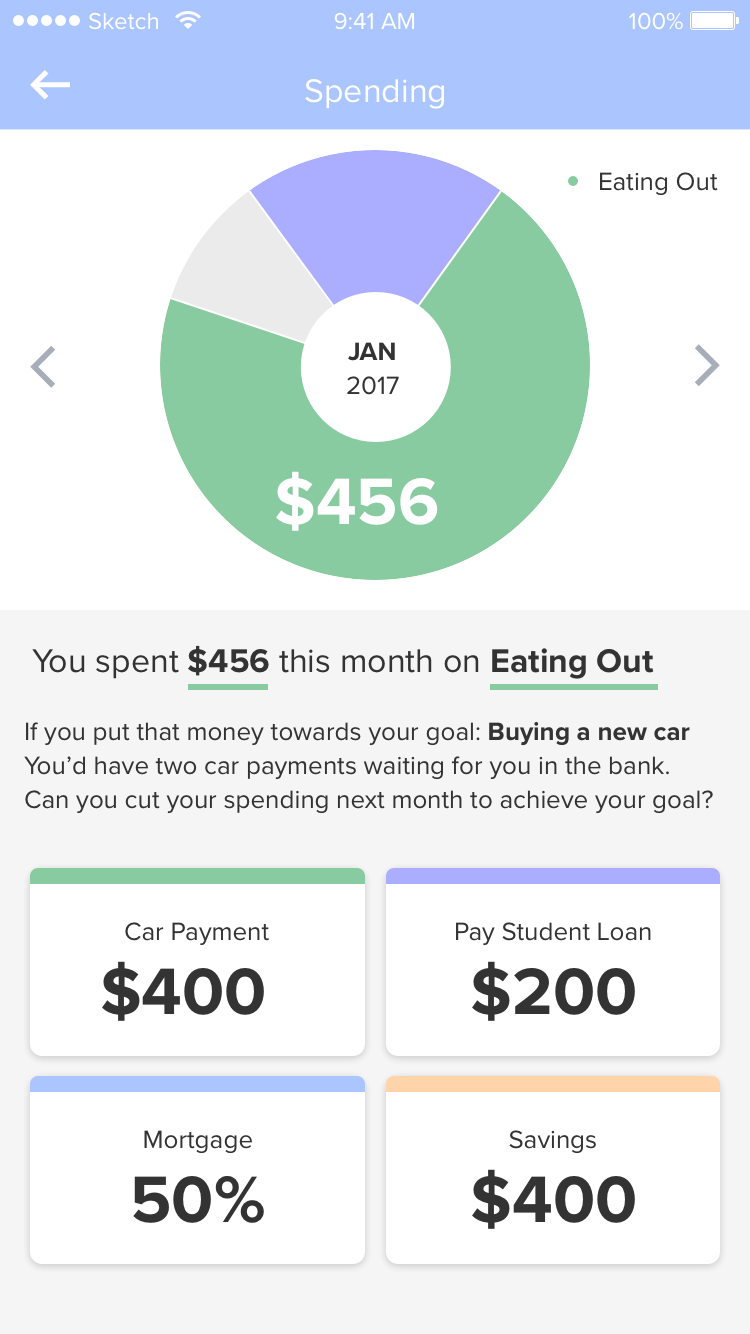 Sketch
9:41 AM
100%
Spending
Eating Out
JAN
2017
$456
You spent $456 this month on Eating Out
If you put that money towards your goal: Buying a new car
You’d have two car payments waiting for you in the bank.
Can you cut your spending next month to achieve your goal?
Car Payment
$400
Pay Student Loan
$200
Mortgage
50%
Savings
$400